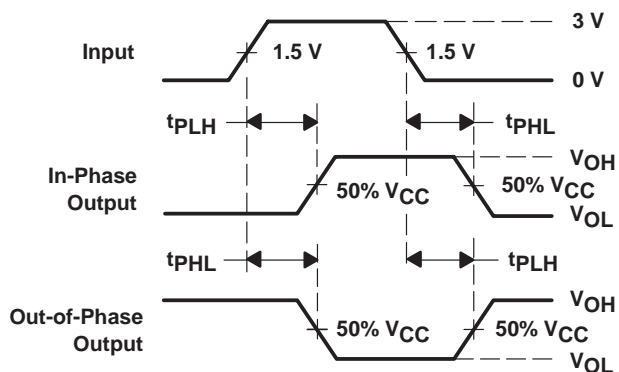 3 V
Input
1.5 V
1.5 V
0 V
tPLH
tPHL
VOH
In-Phase
Output
50% VCC
50% VCC
VOL
tPHL
tPLH
VOH
Out-of-Phase
Output
50% VCC
50% VCC
VOL